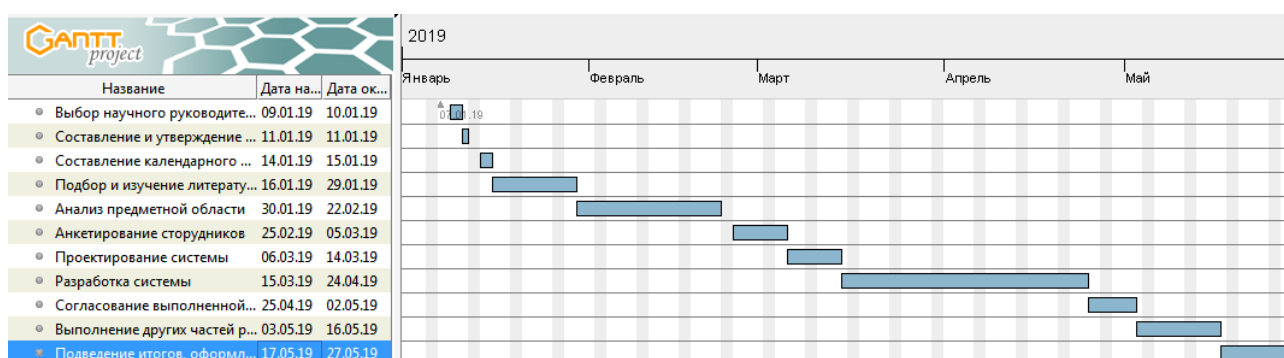 GANTT
project
2019
Январь Февраль Март Апрель Май
Название Дата на... Дата ок...
07.01.19
Выбор научного руководите... 09.01.19 10.01.19
Составление и утверждение ... 11.01.19 11.01.19
Составление календарного ... 14.01.19 15.01.19
Подбор и изучение литерату... 16.01.19 29.01.19
Анализ предметной области 30.01.19 22.02.19
Анкетирование сторудников 25.02.19 05.03.19
Проектирование системы 06.03.19 14.03.19
Разработка системы 15.03.19 24.04.19
Согласование выполненной... 25.04.19 02.05.19
Выполнение других частей р... 03.05.19 16.05.19
Подведение итогов, оформл... 17.05.19 27.05.19